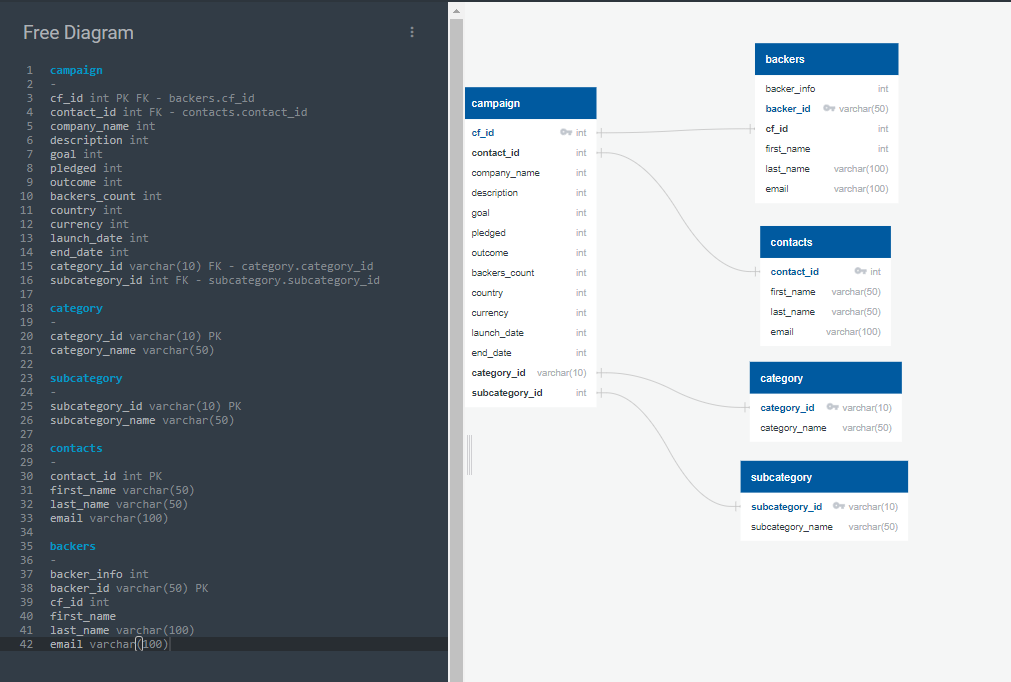 Free Diagram
1 campaign
2 -
3 cf_id int PK FK - backers.cf_id
4 contact_id int FK - contacts.contact_id
5 company_name int
6 description int
7 goal int
8 pledged int
9 outcome int
10 backers_count int
11 country int
12 currency int
13 launch_date int
14 end_date int
15 category_id varchar(10) FK - category.category_id
16 subcategory_id int FK - subcategory.subcategory_id
17
18 category
19 -
20 category_id varchar(10) PK
21 category_name varchar(50)
22
23 subcategory
24 -
25 subcategory_id varchar(10) PK
26 subcategory_name varchar(50)
27
28 contacts
29 -
30 contact_id int PK
31 first_name varchar(50)
32 last_name varchar(50)
33 email varchar(100)
34
35 backers
36 -
37 backer_info int
38 backer_id varchar(50) PK
39 cf_id int
40 first_name
41 last_name varchar(100)
42 email varchar(100)
campaign
cf_id int
contact_id int
company_name int
description int
goal int
pledged int
outcome int
backers_count int
country int
currency int
launch_date int
end_date int
category_id varchar(10)
subcategory_id int
backers
backer_info int
backer_id varchar(50)
cf_id int
first_name int
last_name varchar(100)
email varchar(100)
contacts
contact_id int
first_name varchar(50)
last_name varchar(50)
email varchar(100)
category
category_id varchar(10)
category_name varchar(50)
subcategory
subcategory_id varchar(10)
subcategory_name varchar(50)